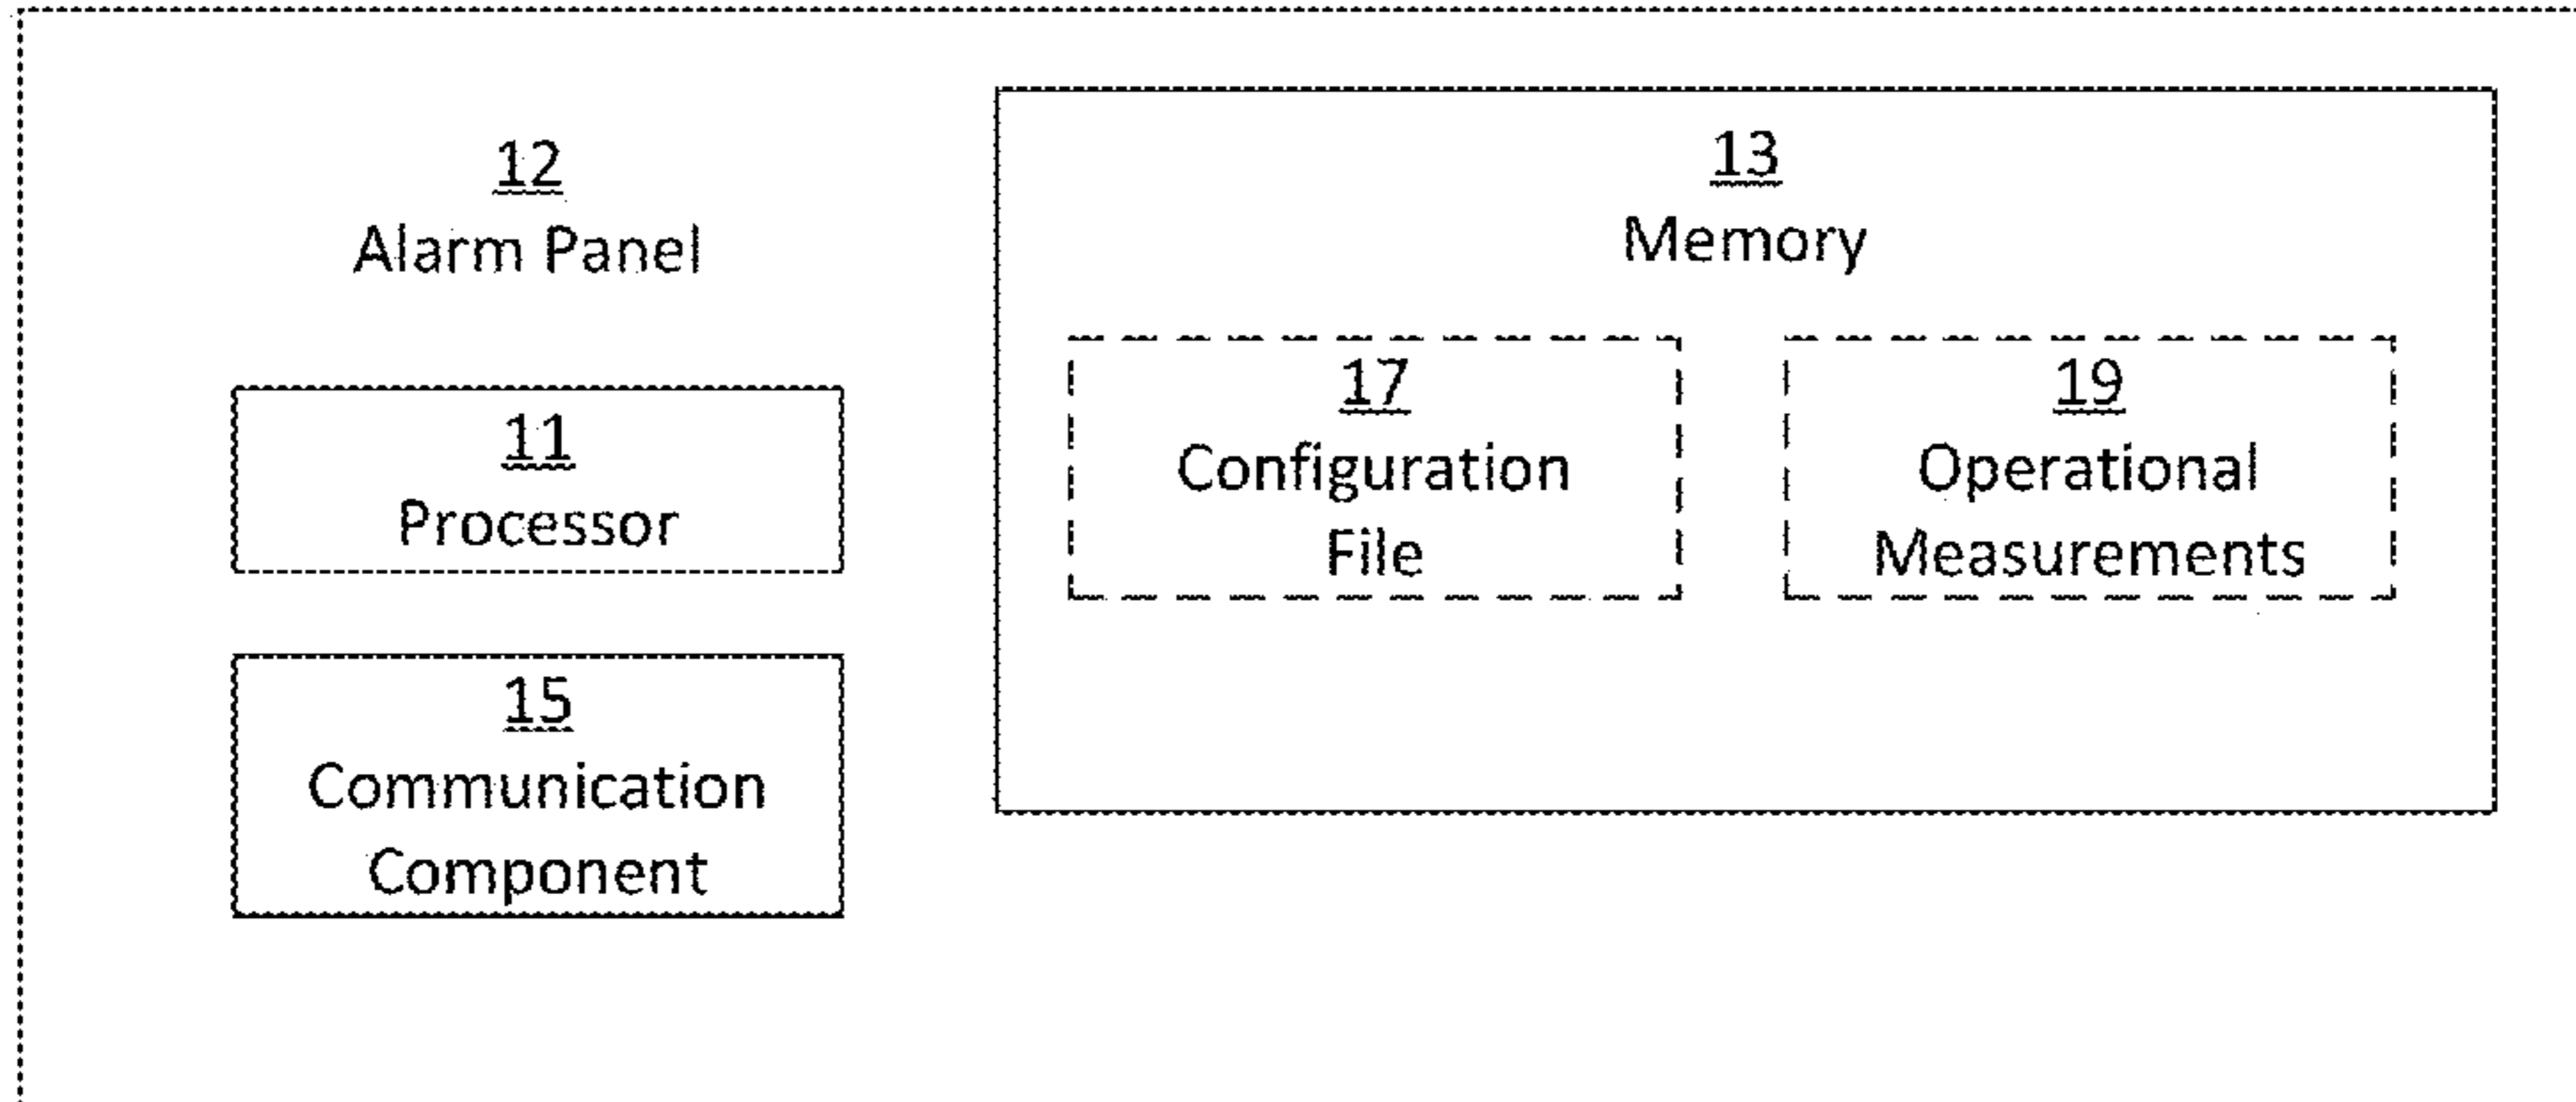 12
Alarm Panel
11
Processor
15
Communication
Component
13
Memory
17
Configuration
File
19
Operational
Measurements